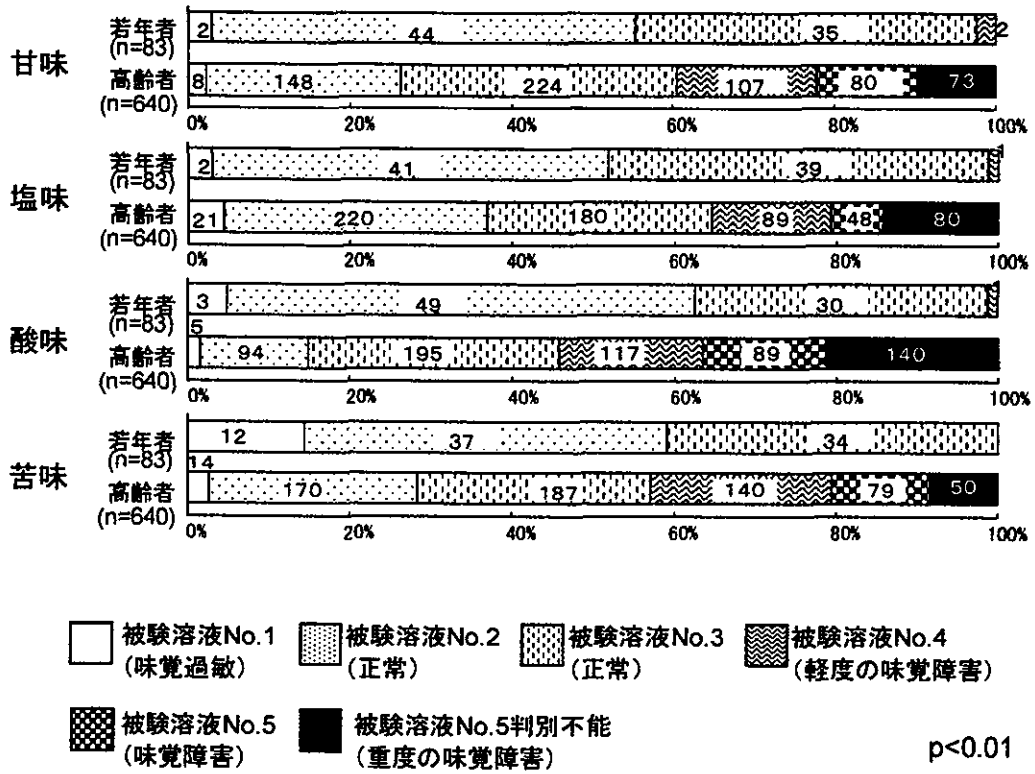 甘味
若年者
(n=83)
2 44 35 2
高齢者
(n=640)
8 148 224 107 80 73
0% 20% 40% 60% 80% 100%
塩味
若年者
(n=83)
2 41 39 1
高齢者
(n=640)
21 220 180 89 48 80
0% 20% 40% 60% 80% 100%
酸味
若年者
(n=83)
3 49 30 1
高齢者
(n=640)
5 94 195 117 89 140
0% 20% 40% 60% 80% 100%
苦味
若年者
(n=83)
12 37 34
高齢者
(n=640)
14 170 187 140 79 50
0% 20% 40% 60% 80% 100%
被験溶液No.1
(味覚過敏)
被験溶液No.2
(正常)
被験溶液No.3
(正常)
被験溶液No.4
(軽度の味覚障害)
被験溶液No.5
(味覚障害)
被験溶液No.5判別不能
(重度の味覚障害)
p<0.01